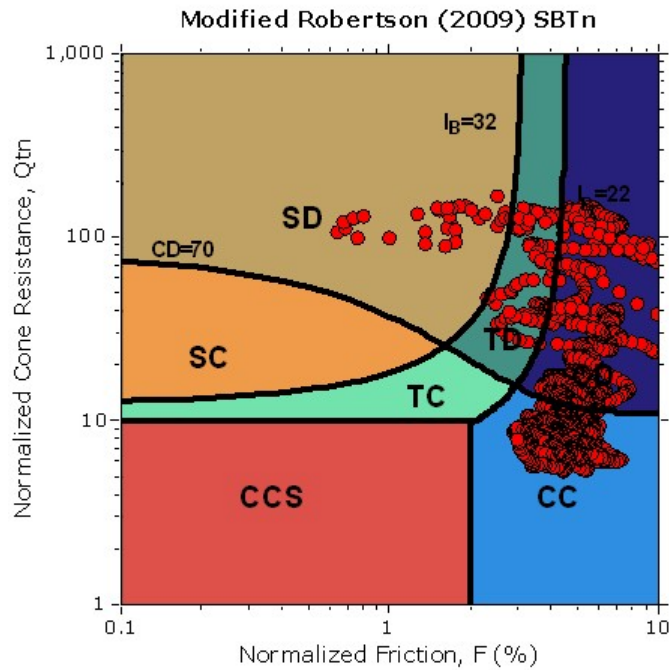 Modified Robertson (2009) SBTn
Normalized Cone Resistance, Qtn
1,000
100
10
1
I_B=32
=22
SD
CD=70
SC
TD
TC
CCS
CC
0.1
1
10
Normalized Friction, F (%)